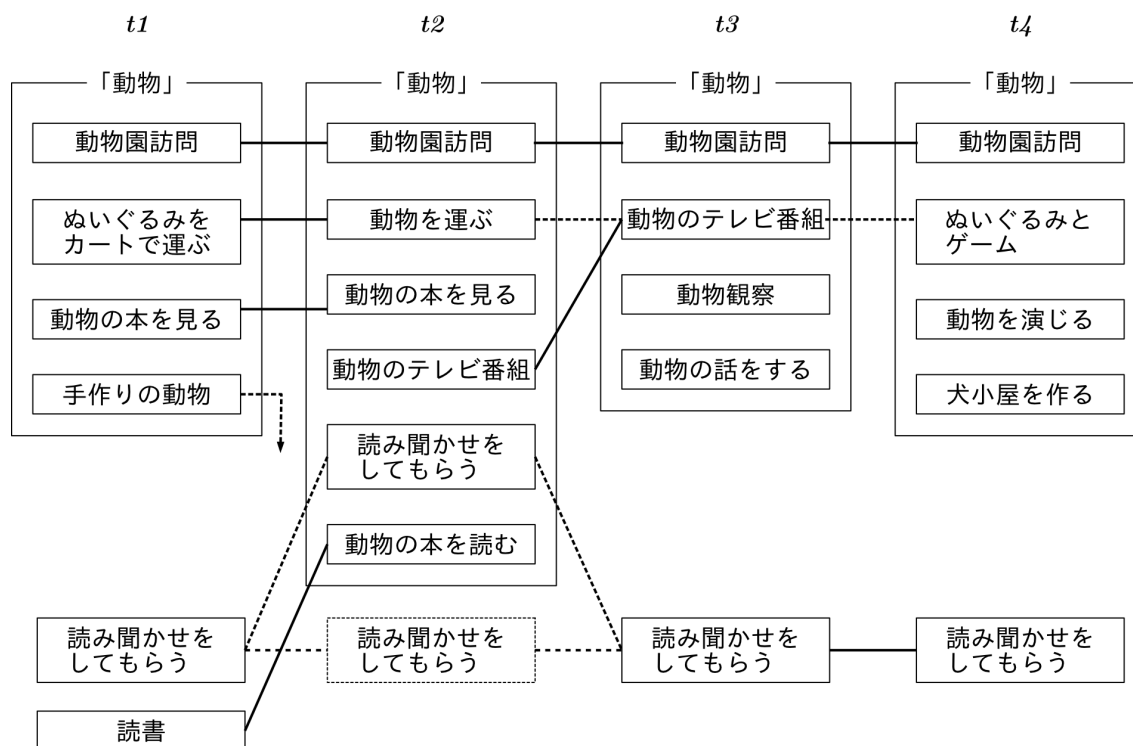 t1
t2
t3
t4
「動物」
動物園訪問
ぬいぐるみを
カートで運ぶ
動物の本を見る
手作りの動物
読み聞かせを
してもらう
読書
「動物」
動物園訪問
動物を運ぶ
動物の本を見る
動物のテレビ番組
読み聞かせを
してもらう
動物の本を読む
読み聞かせを
してもらう
「動物」
動物園訪問
動物のテレビ番組
動物観察
動物の話をする
読み聞かせを
してもらう
「動物」
動物園訪問
ぬいぐるみと
ゲーム
動物を演じる
犬小屋を作る
読み聞かせを
してもらう